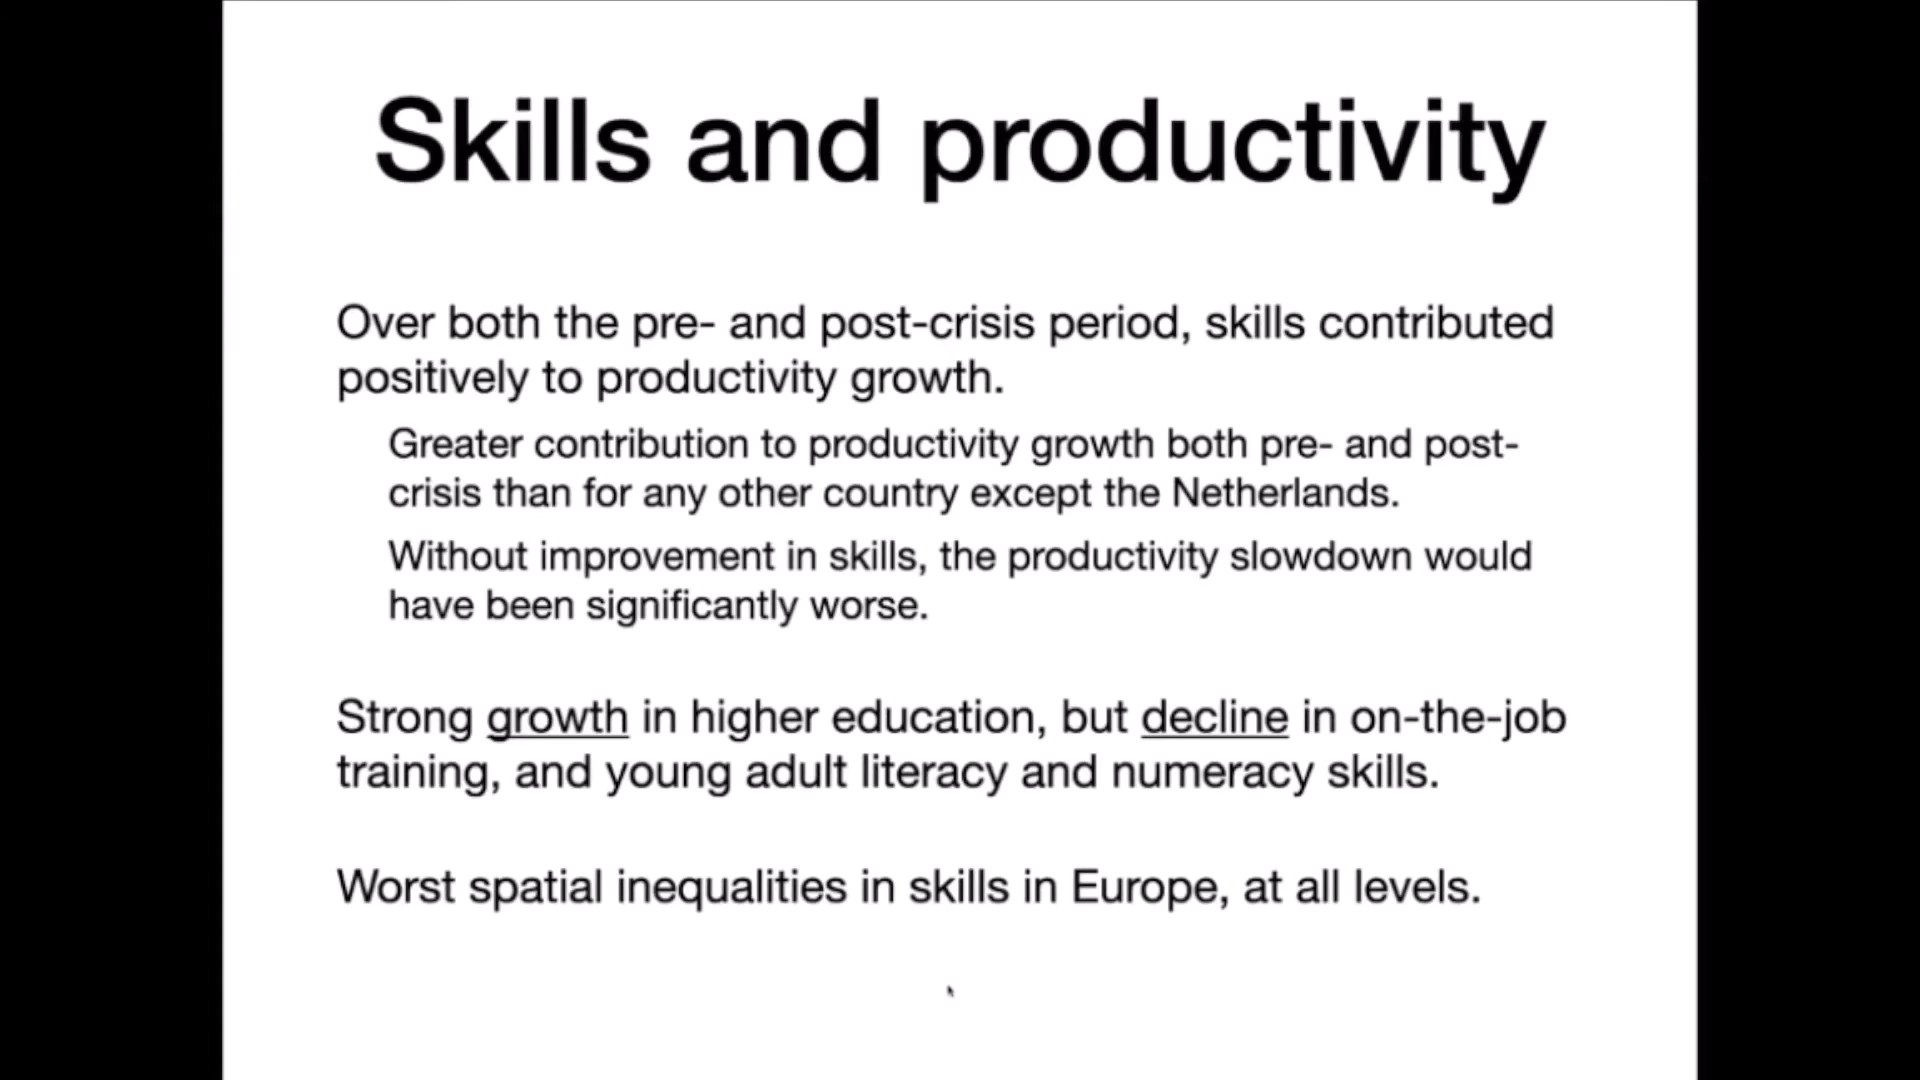 Skills and productivity
Over both the pre- and post-crisis period, skills contributed
positively to productivity growth.
Greater contribution to productivity growth both pre- and post-
crisis than for any other country except the Netherlands.
Without improvement in skills, the productivity slowdown would
have been significantly worse.
Strong growth in higher education, but decline in on-the-job
training, and young adult literacy and numeracy skills.
Worst spatial inequalities in skills in Europe, at all levels.